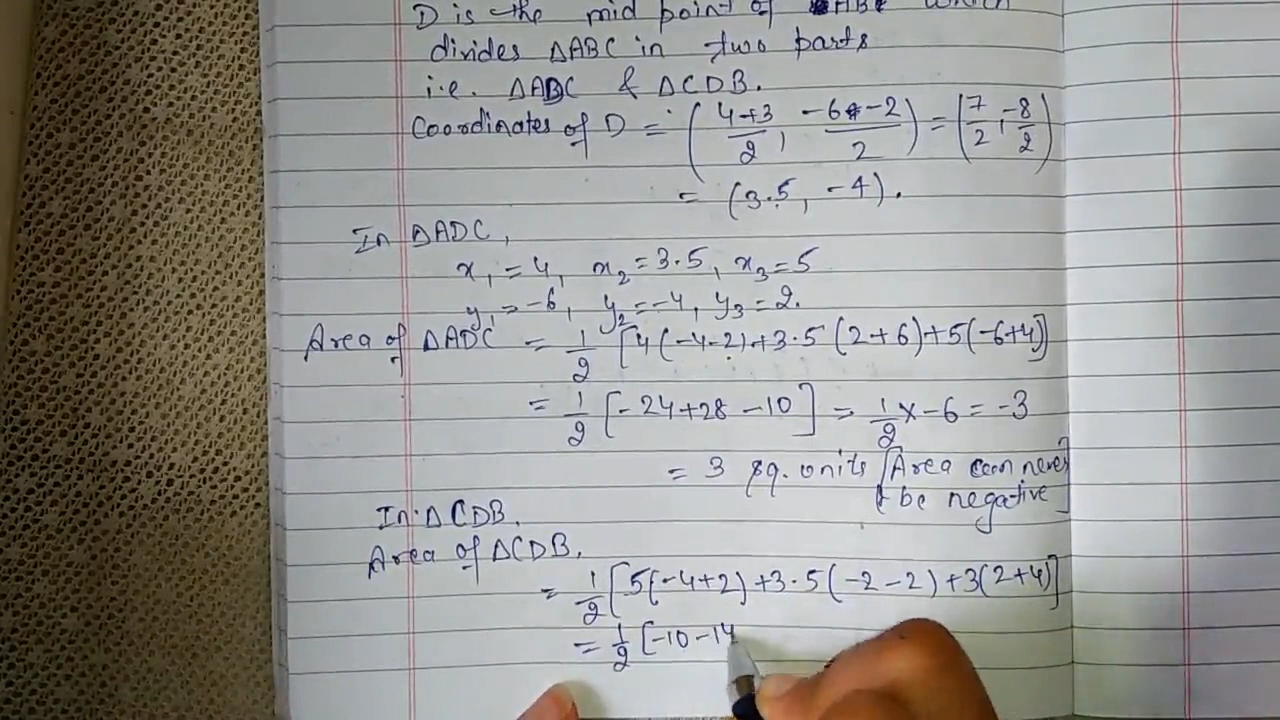 D is the mid point of AB which
divides ΔABC in two parts
i.e. ΔADC & ΔCDB.
Coordinates of D = (4+3/2, -6+-2/2) = (7/2, -8/2)
= (3.5, -4).
In ΔADC,
x₁ = 4, x₂ = 3.5, x₃ = 5
y₁ = -6, y₂ = -4, y₃ = 2.
Area of ΔADC = 1/2 [4(-4-2)+3.5(2+6)+5(-6+4)]
= 1/2 [-24+28-10] = 1/2 x-6 = -3
= 3 sq. units [Area can never
be negative]
In ΔCDB.
Area of ΔCDB,
= 1/2 [5(-4+2)+3.5(-2-2)+3(2+4)]
= 1/2 [-10-14